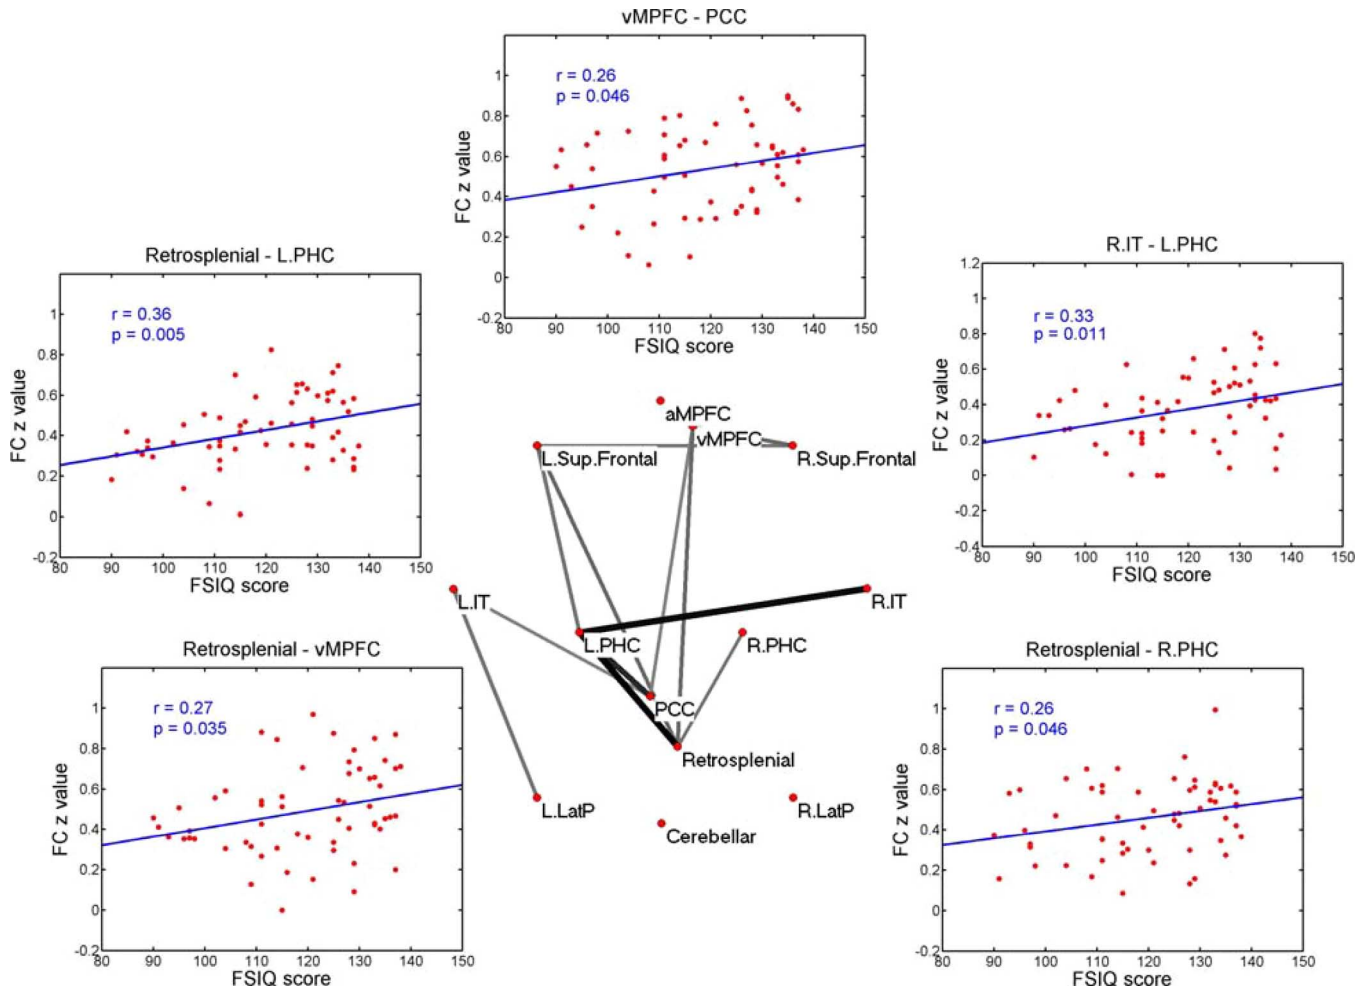 vMPFC - PCC
r = 0.26
p = 0.046
FC z value
1
0.8
0.6
0.4
0.2
0
-0.2
80 90 100 110 120 130 140 150
FSIQ score
Retrosplenial - L.PHC
r = 0.36
p = 0.005
FC z value
1
0.8
0.6
0.4
0.2
0
-0.2
80 90 100 110 120 130 140 150
FSIQ score
R.IT - L.PHC
r = 0.33
p = 0.011
FC z value
1.2
1
0.8
0.6
0.4
0.2
0
-0.2
-0.4
80 90 100 110 120 130 140 150
FSIQ score
aMPFC
vMPFC
L.Sup.Frontal
R.Sup.Frontal
L.IT
R.IT
L.PHC
R.PHC
PCC
Retrosplenial
L.LatP
R.LatP
Cerebellar
Retrosplenial - vMPFC
r = 0.27
p = 0.035
FC z value
1
0.8
0.6
0.4
0.2
0
-0.2
80 90 100 110 120 130 140 150
FSIQ score
Retrosplenial - R.PHC
r = 0.26
p = 0.046
FC z value
1
0.8
0.6
0.4
0.2
0
-0.2
80 90 100 110 120 130 140 150
FSIQ score